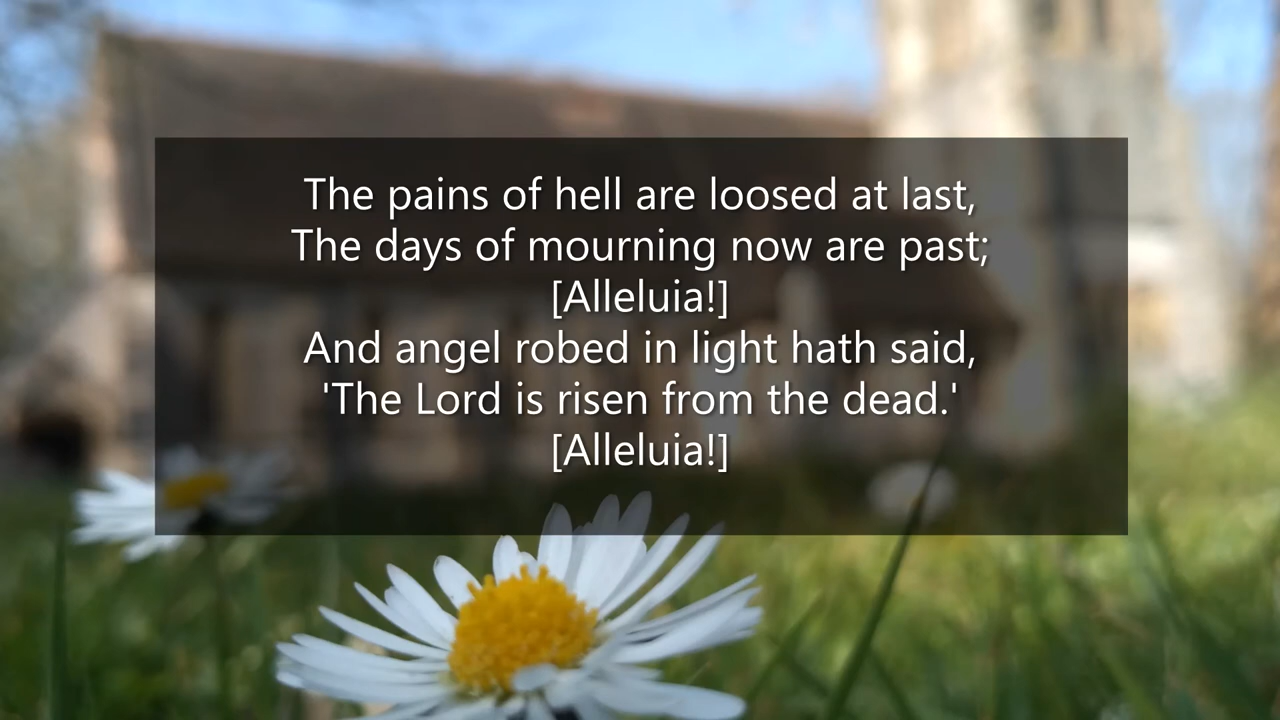 The pains of hell are loosed at last,
The days of mourning now are past;
[Alleluia!]
And angel robed in light hath said,
'The Lord is risen from the dead.'
[Alleluia!]